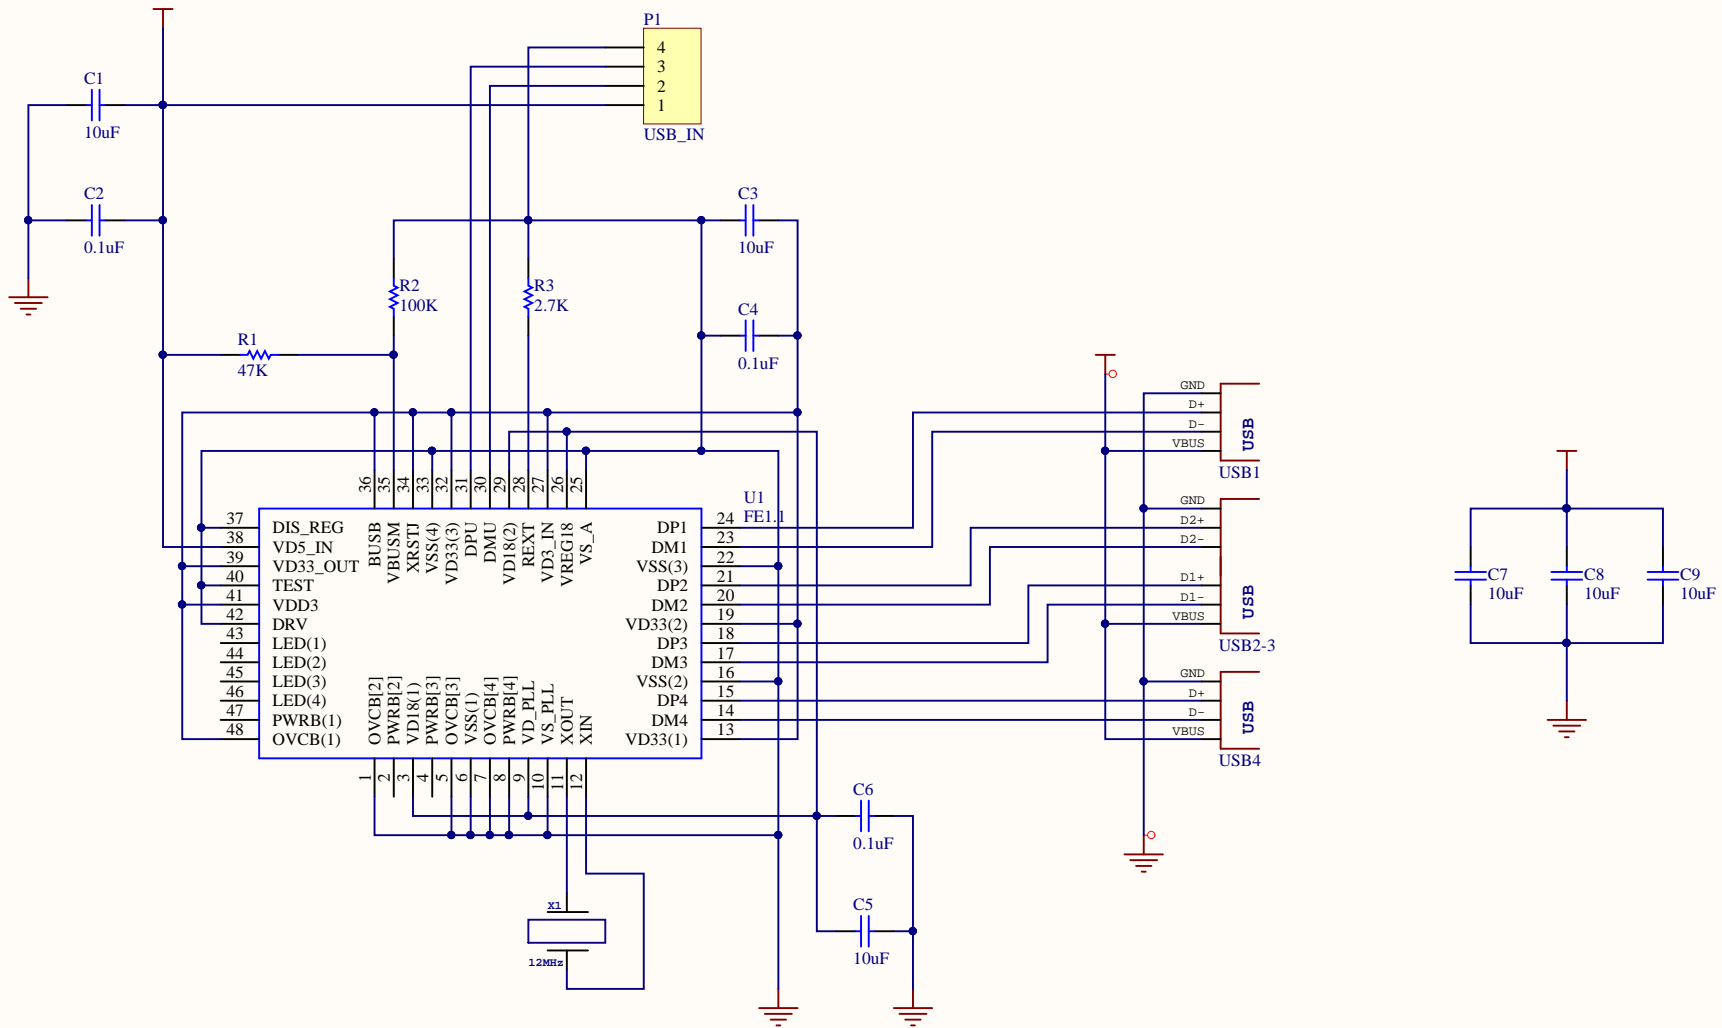 P1
4
3
2
1
USB_IN
C1
10uF
C2
0.1uF
C3
10uF
C4
0.1uF
R2
100K
R3
2.7K
R1
47K
36
35
34
33
32
31
30
29
28
27
26
25
BUSB
VBUSM
XRSTJ
VSS(4)
VD33(3)
DPU
DMU
VD18(2)
REXT
VD3_IN
VREG18
VS_A
U1
FE1.1
37 DIS_REG
38 VD5_IN
39 VD33_OUT
40 TEST
41 VDD3
42 DRV
43 LED(1)
44 LED(2)
45 LED(3)
46 LED(4)
47 PWRB(1)
48 OVCB(1)
DP1 24
DM1 23
VSS(3) 22
DP2 21
DM2 20
VD33(2) 19
DP3 18
DM3 17
VSS(2) 16
DP4 15
DM4 14
VD33(1) 13
OVCB[2]
PWRB[2]
VD18(1)
PWRB[3]
OVCB[3]
VSS(1)
OVCB[4]
PWRB[4]
VD_PLL
VS_PLL
XOUT
XIN
1
2
3
4
5
6
7
8
9
10
11
12
X1
12MHz
C6
0.1uF
C5
10uF
GND
D+
D-
VBUS
USB
USB1
GND
D2+
D2-
D1+
D1-
VBUS
USB
USB2-3
GND
D+
D-
VBUS
USB
USB4
C7
10uF
C8
10uF
C9
10uF